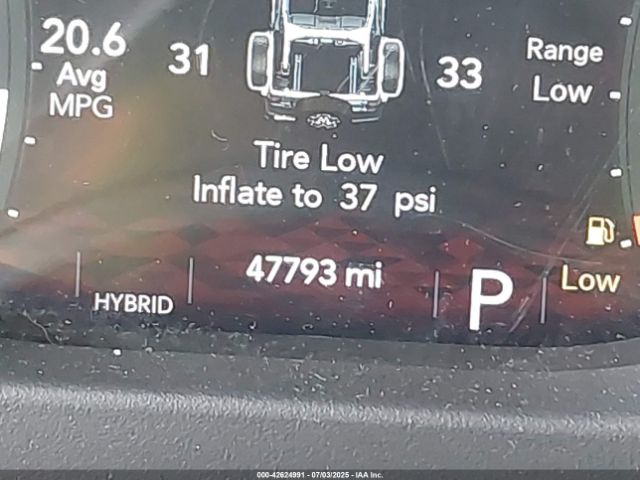 20.6
Avg
MPG
31
33
Range
Low
Tire Low
Inflate to 37 psi
47793 mi
HYBRID
P
Low
000-42624991 - 07/03/2025 - IAA Inc.